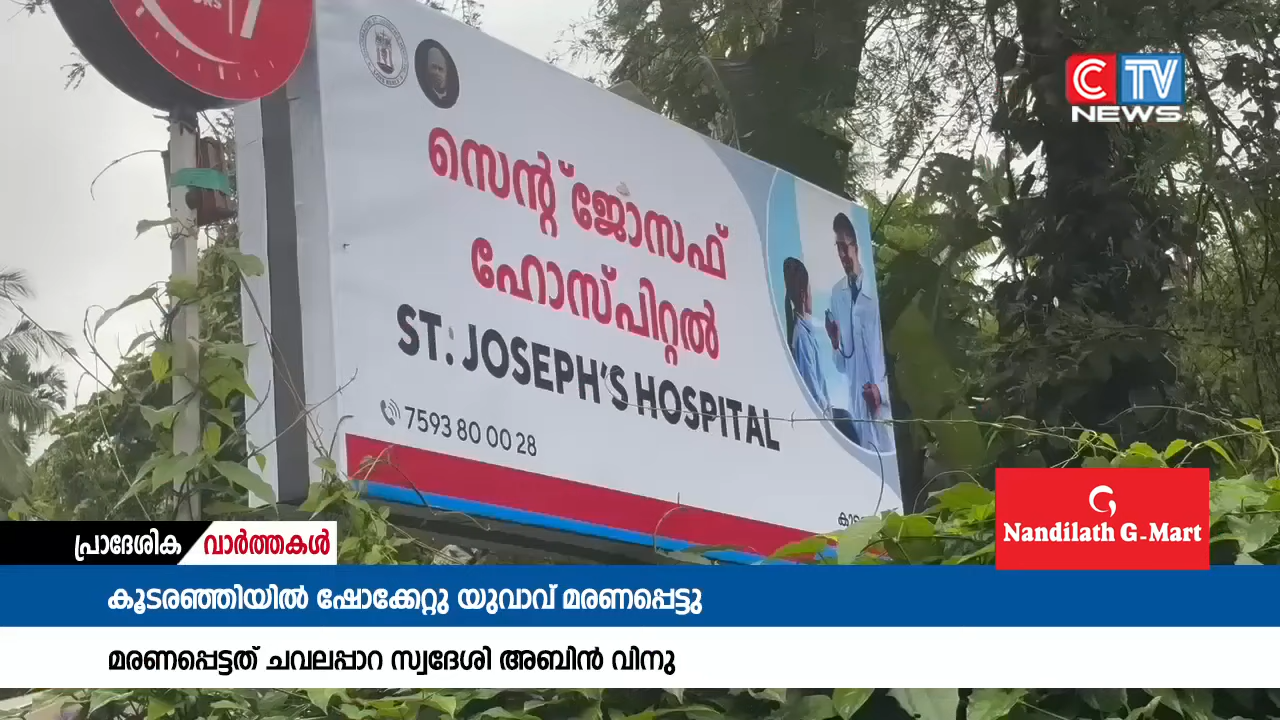 7
CTV
NEWS
സെന്റ് ജോസഫ്
ഹോസ്പിറ്റൽ
ST. JOSEPH'S HOSPITAL
7593 80 00 28
Nandilath G-Mart
പ്രാദേശിക വാർത്തകൾ
കൂടരഞ്ഞിയിൽ ഷോക്കേറ്റു യുവാവ് മരണപ്പെട്ടു
മരണപ്പെട്ടത് ചവലപ്പാറ സ്വദേശി അബിൻ വിനു